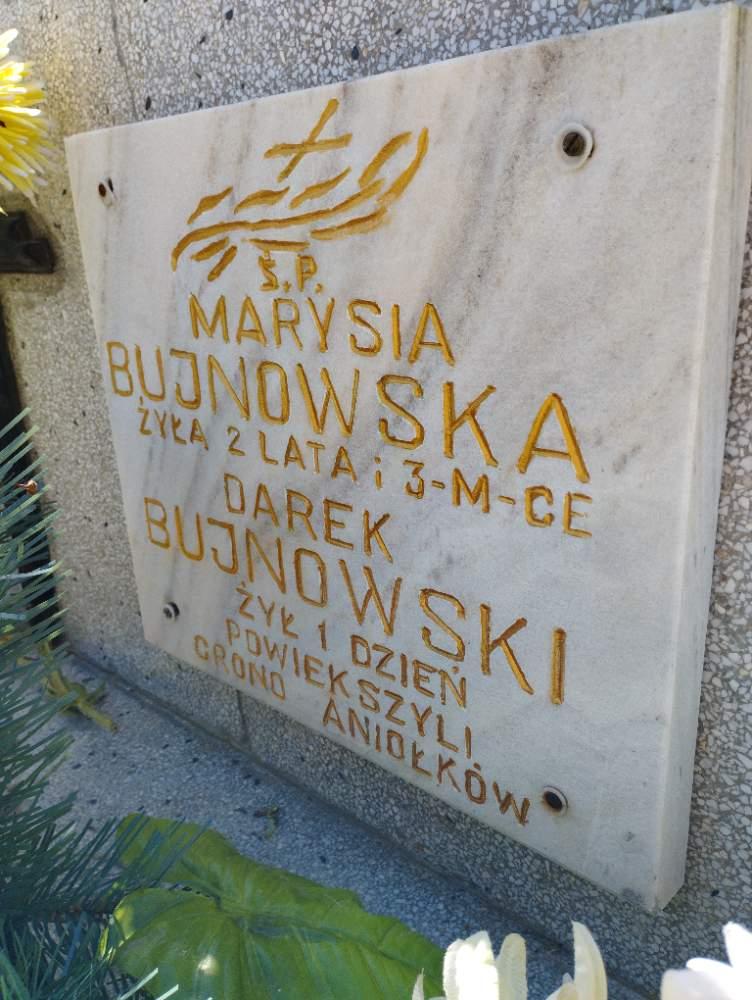 Ś.P.
MARYSIA
BUJNOWSKA
ŻYŁA 2 LATA i 3-M-CE
DAREK
BUJNOWSKI
ŻYŁ 1 DZIEŃ
POWIEKSZYLI
GRONO ANIOŁKÓW